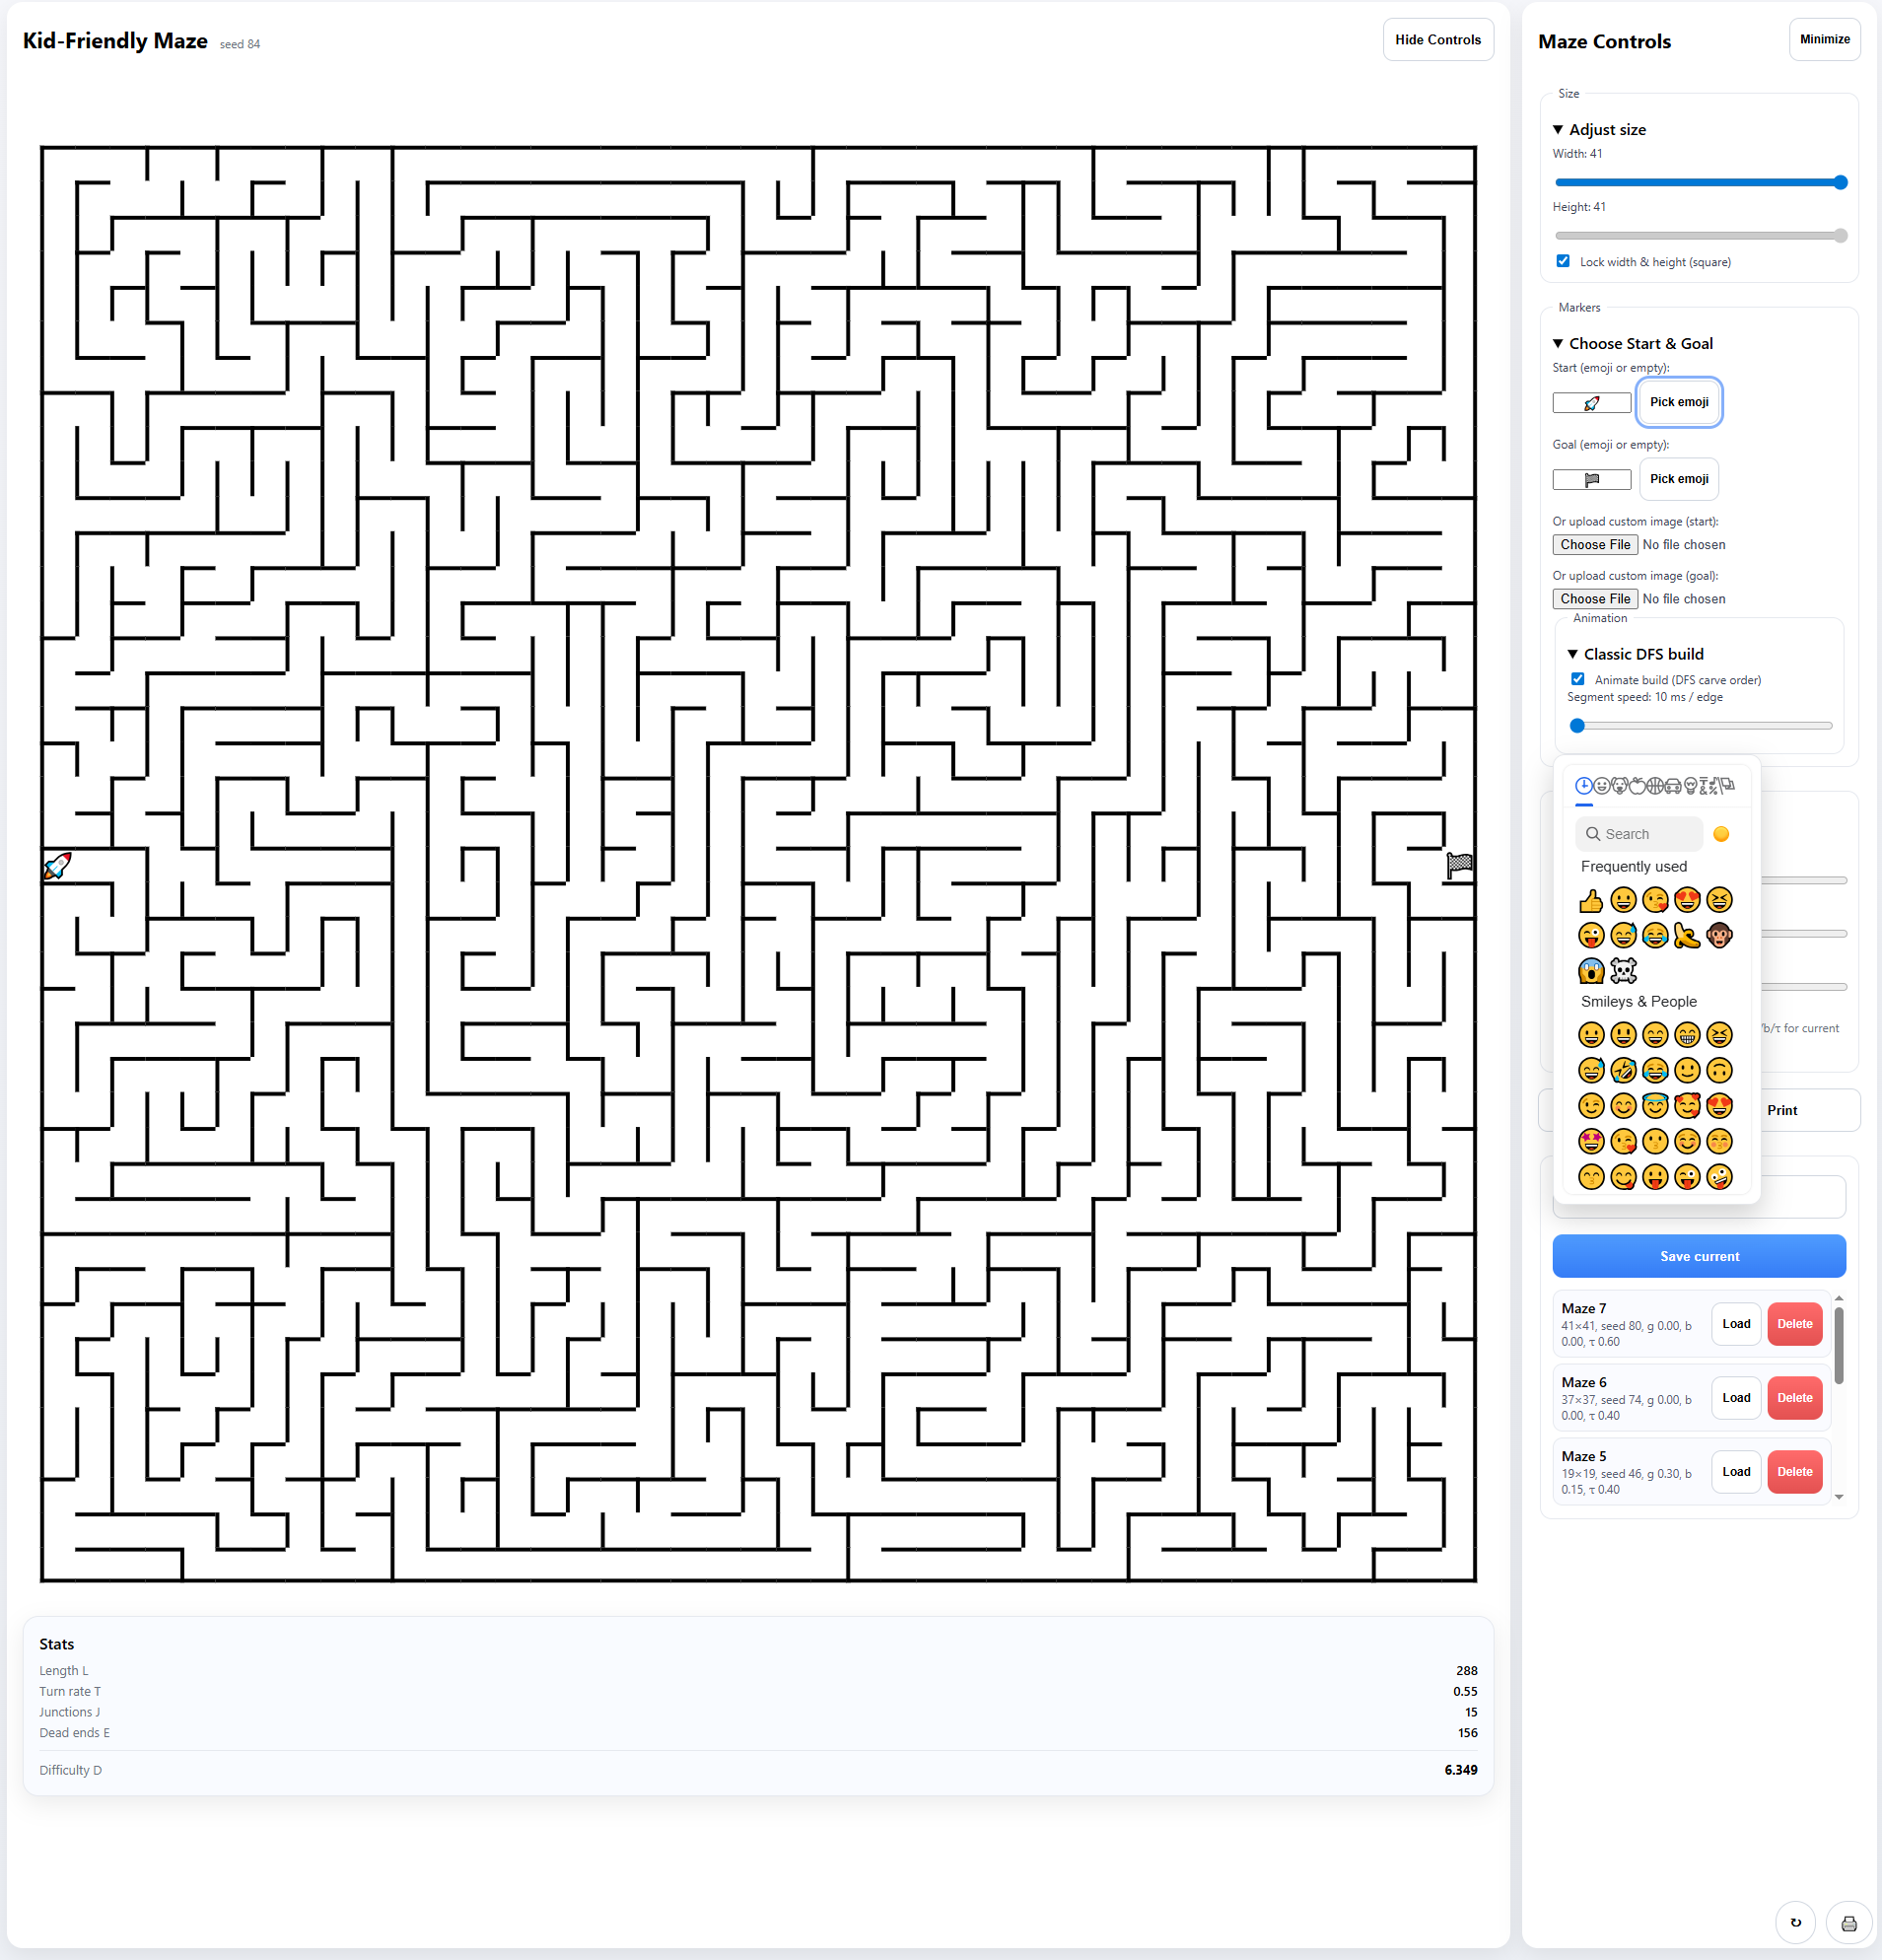 Kid-Friendly Maze seed 84
Hide Controls
Stats
Length L 288
Turn rate T 0.55
Junctions J 15
Dead ends E 156
Difficulty D 6.349
Maze Controls
Minimize
Size
▼ Adjust size
Width: 41
Height: 41
Lock width & height (square)
Markers
▼ Choose Start & Goal
Start (emoji or empty):
🚀 Pick emoji
Goal (emoji or empty):
🏁 Pick emoji
Or upload custom image (start):
Choose File No file chosen
Or upload custom image (goal):
Choose File No file chosen
Animation
▼ Classic DFS build
Animate build (DFS carve order)
Segment speed: 10 ms / edge
Search
Frequently used
Smileys & People
/b/τ for current
Print
Save current
Maze 7
41×41, seed 80, g 0.00, b
0.00, τ 0.60
Load Delete
Maze 6
37×37, seed 74, g 0.00, b
0.00, τ 0.40
Load Delete
Maze 5
19×19, seed 46, g 0.30, b
0.15, τ 0.40
Load Delete